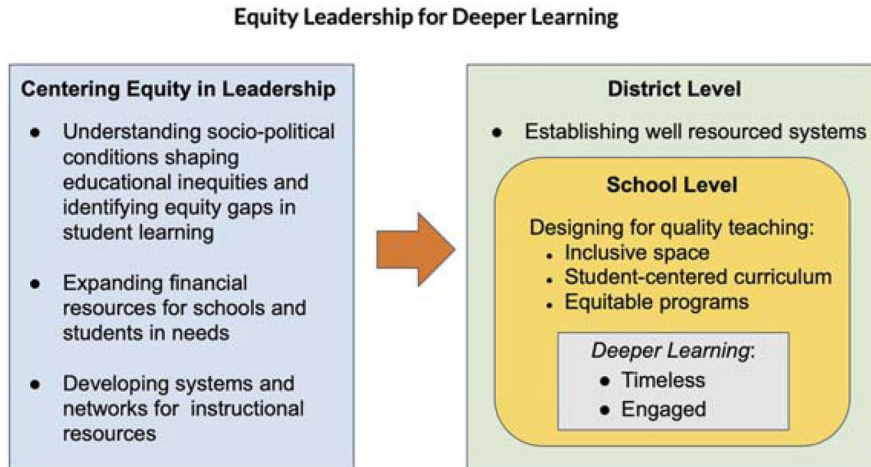 Equity Leadership for Deeper Learning
Centering Equity in Leadership
● Understanding socio-political
conditions shaping
educational inequities and
identifying equity gaps in
student learning
● Expanding financial
resources for schools and
students in needs
● Developing systems and
networks for instructional
resources
District Level
● Establishing well resourced systems
School Level
Designing for quality teaching:
• Inclusive space
• Student-centered curriculum
• Equitable programs
Deeper Learning:
● Timeless
● Engaged